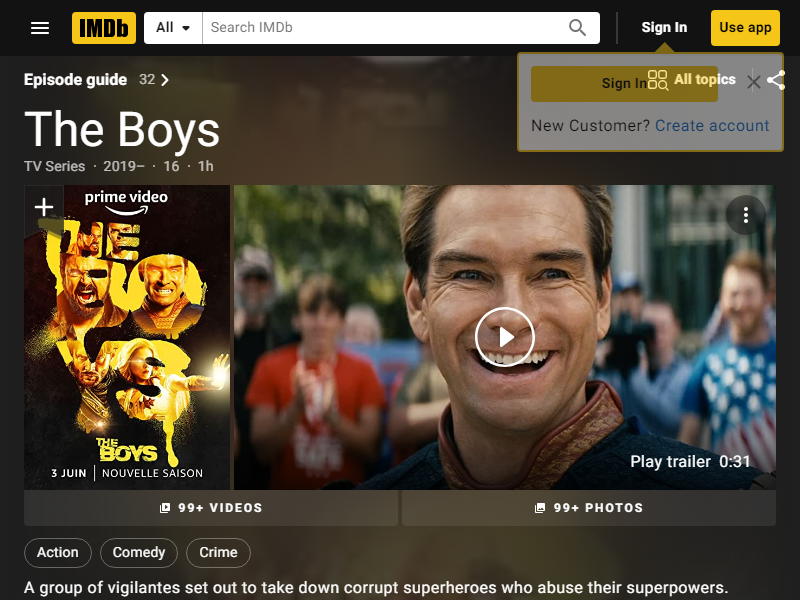 IMDb
All
Search IMDb
Sign In
Use app
Episode guide 32
Sign In
All topics
New Customer? Create account
The Boys
TV Series · 2019– · 16 · 1h
prime video
THE
BOYS
THE
BOYS
3 JUIN | NOUVELLE SAISON
Play trailer 0:31
99+ VIDEOS
99+ PHOTOS
Action
Comedy
Crime
A group of vigilantes set out to take down corrupt superheroes who abuse their superpowers.